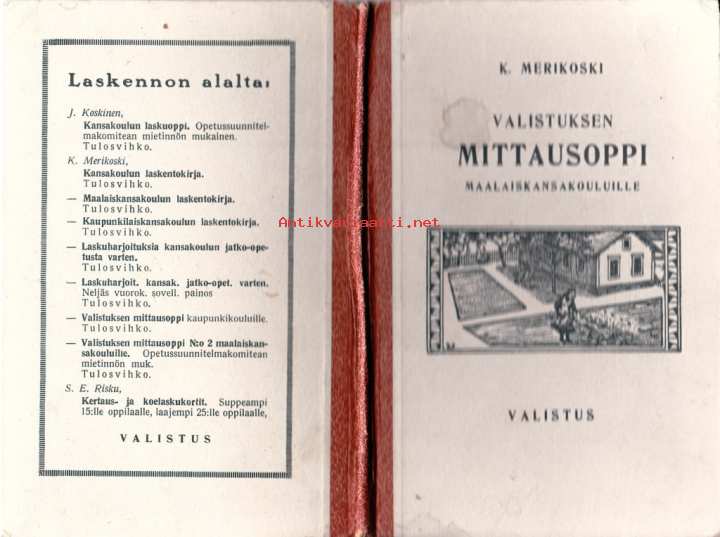 Laskennon alalta:
J. Koskinen,
Kansakoulun laskuoppi. Opetussuunnitel-
makomitean mietinnön mukainen.
Tulosvihko.
K. Merikoski,
Kansakoulun laskentokirja.
Tulosvihko.
— Maalaiskansakoulun laskentokirja.
— Kaupunkilaiskansakoulun laskentokirja.
Tulosvihko.
— Laskuharjoituksia kansakoulun jatko-ope-
tusta varten.
Tulosvihko.
— Laskuharjoit. kansak. jatko-opet. varten.
Neljäs vuorok. sovell. painos
Tulosvihko.
— Valistuksen mittausoppi kaupunkikouluille.
Tulosvihko.
— Valistuksen mittausoppi N:o 2 maalaiskan-
sakouluille. Opetussuunnitelmakomitean
mietinnön muk.
Tulosvihko.
S. E. Risku,
Kertaus- ja koelaskukortit. Suppeampi
15:lle oppilaalle, laajempi 25:lle oppilaalle,
VALISTUS
K. MERIKOSKI
VALISTUKSEN
MITTAUSOPPI
MAALAISKANSAKOULUILLE
VALISTUS
Antikvariaatti.net